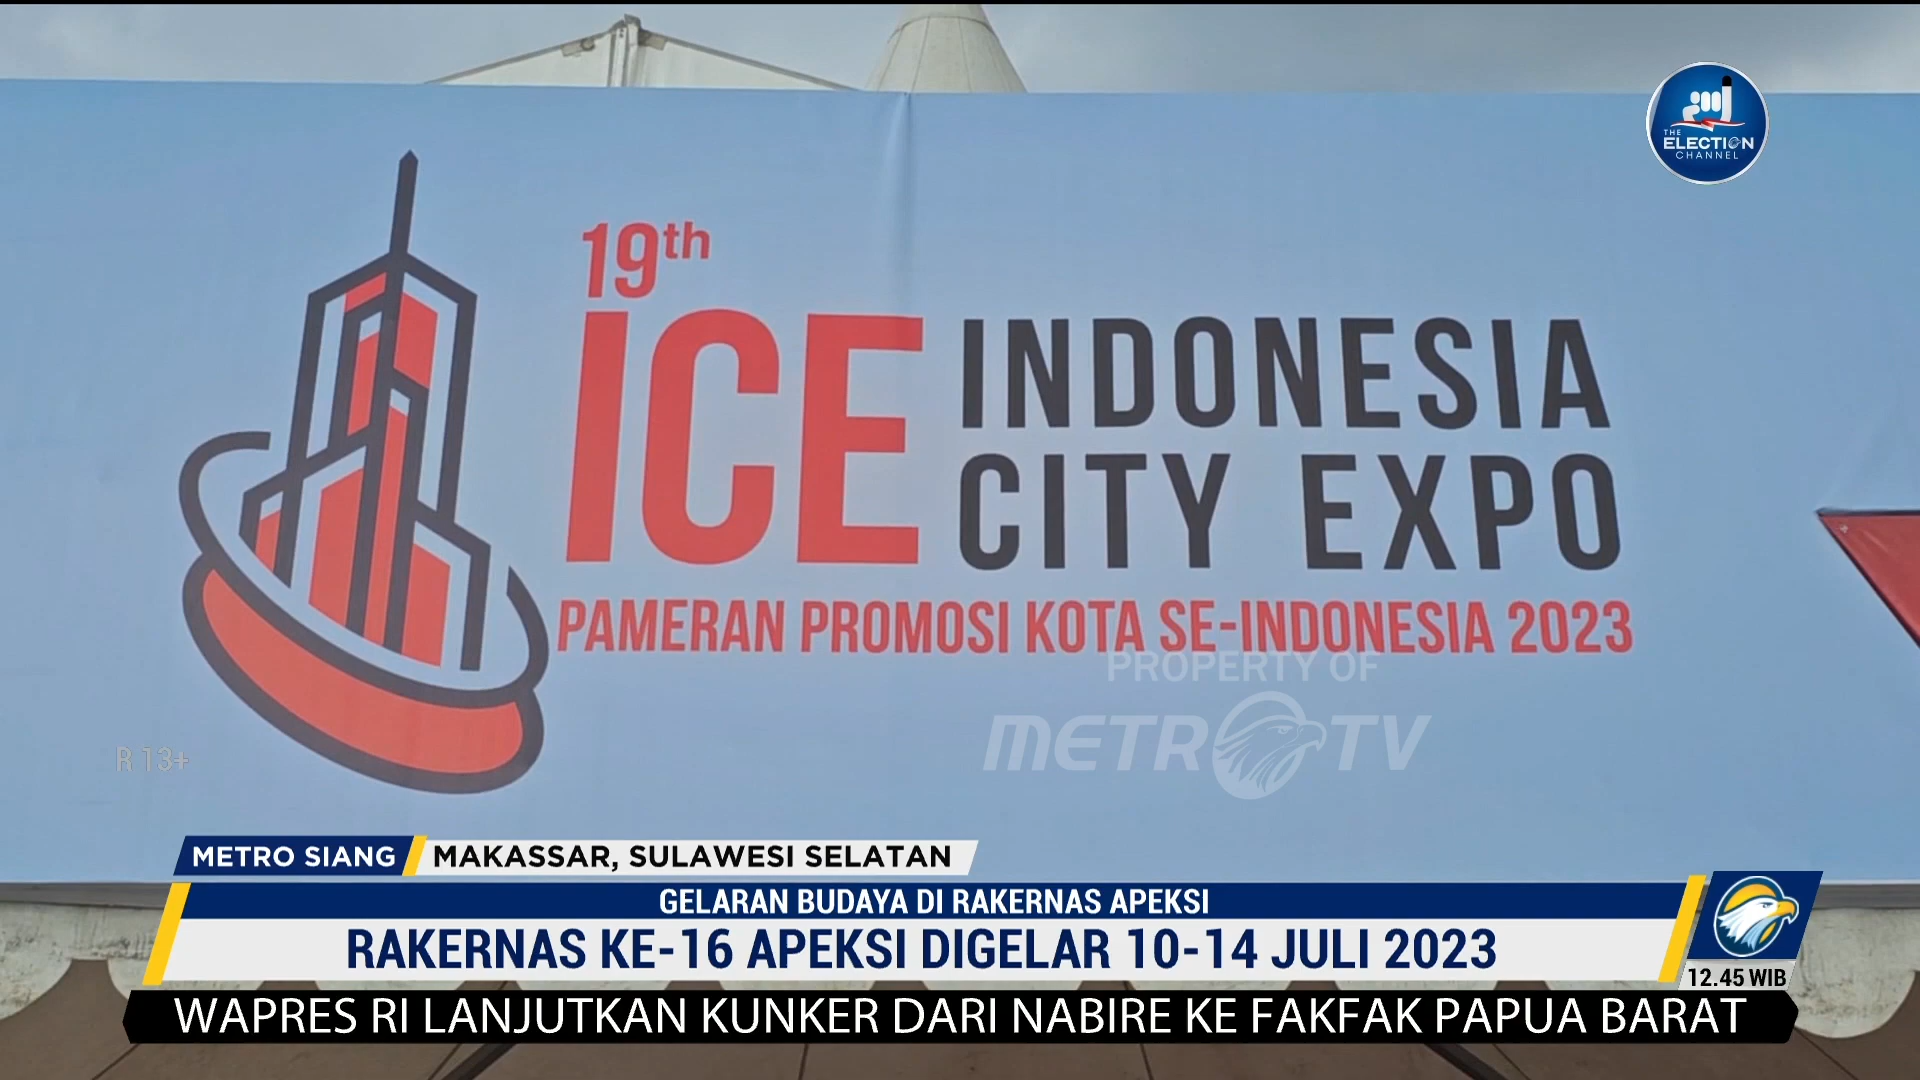 THE
ELECTION
CHANNEL
19th
ICE INDONESIA
CITY EXPO
PAMERAN PROMOSI KOTA SE-INDONESIA 2023
PROPERTY OF
METRO TV
R 13+
METRO SIANG MAKASSAR, SULAWESI SELATAN
GELARAN BUDAYA DI RAKERNAS APEKSI
RAKERNAS KE-16 APEKSI DIGELAR 10-14 JULI 2023
12.45 WIB
WAPRES RI LANJUTKAN KUNKER DARI NABIRE KE FAKFAK PAPUA BARAT